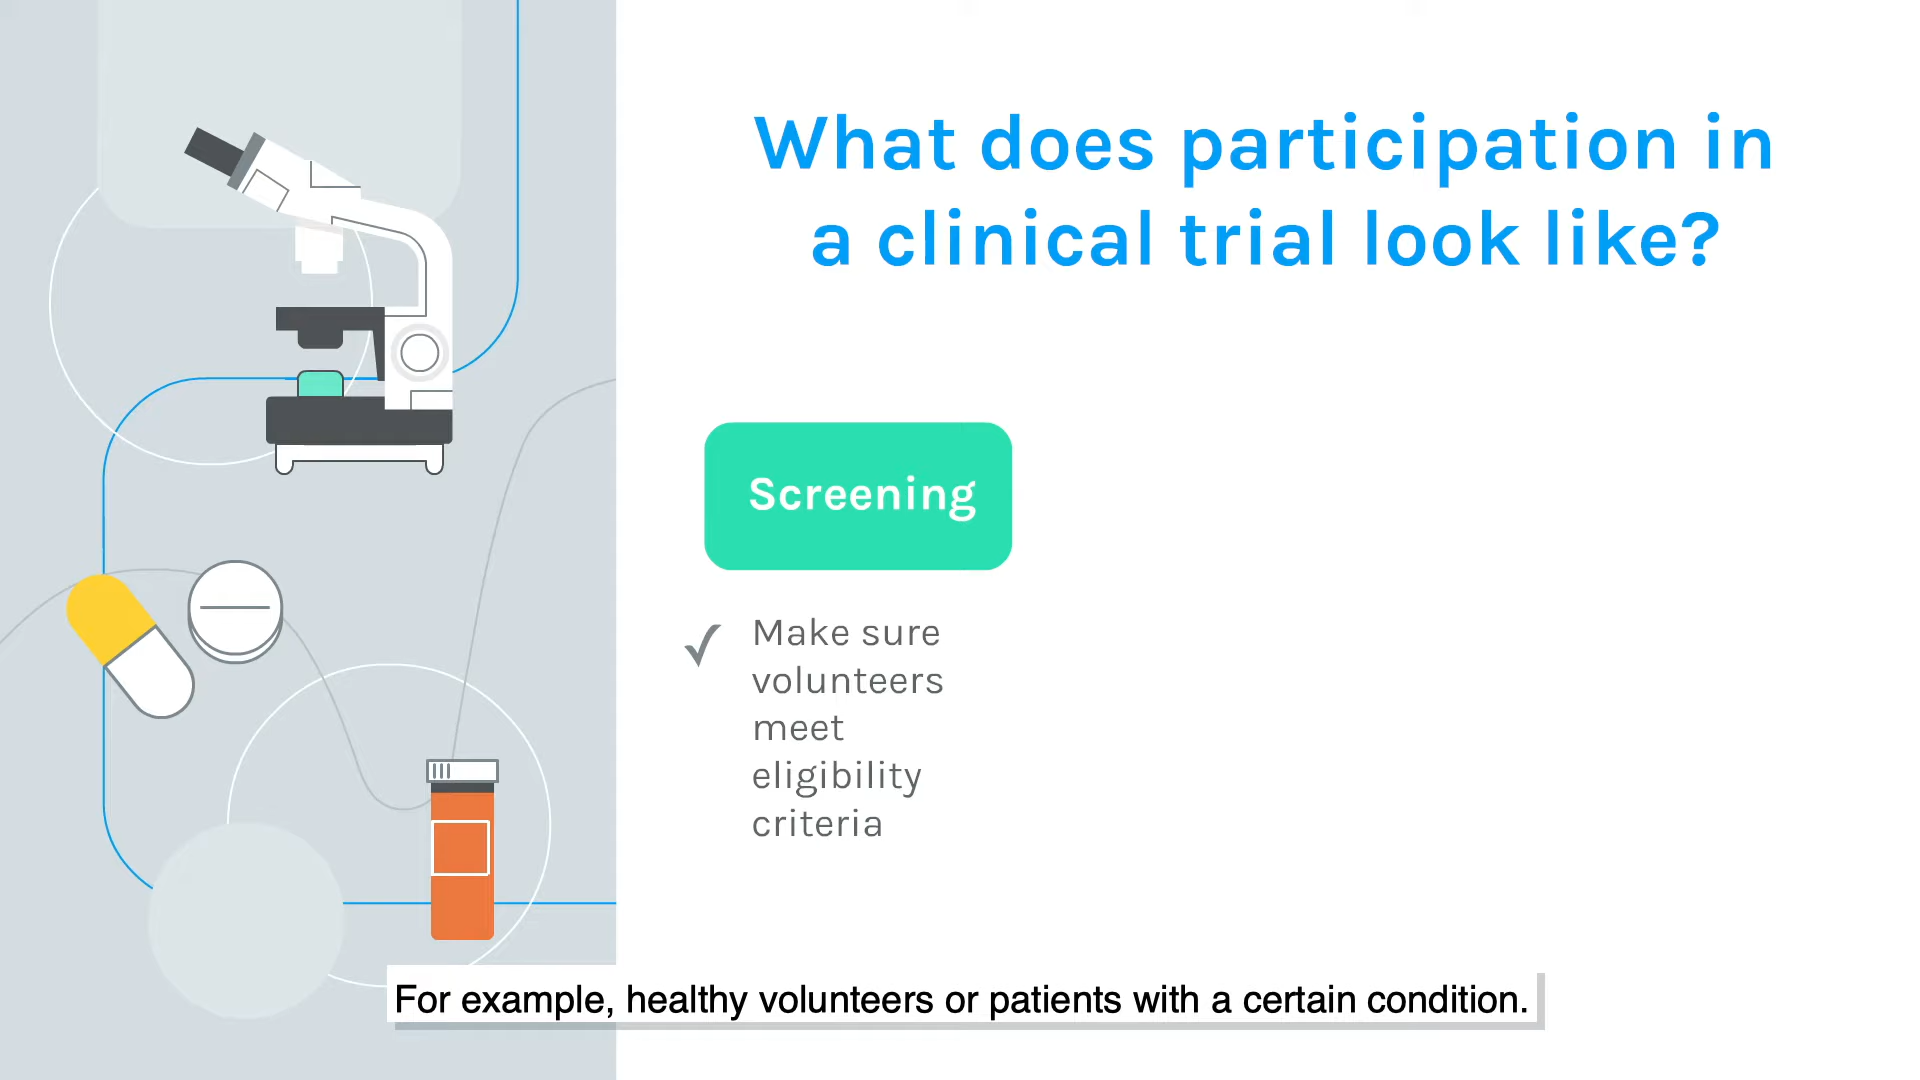 What does participation in
a clinical trial look like?
Screening
Make sure
volunteers
meet
eligibility
criteria
For example, healthy volunteers or patients with a certain condition.